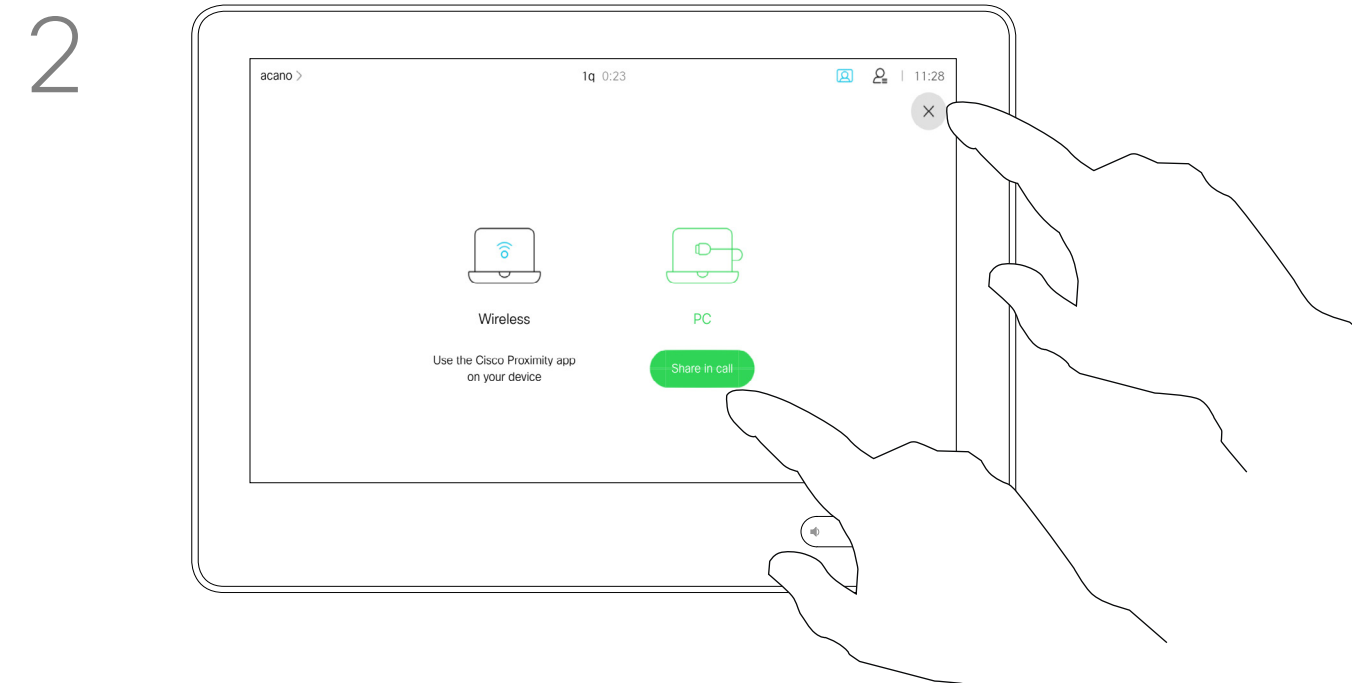 2
acano >
1q 0:23
11:28
Wireless
PC
Use the Cisco Proximity app
on your device
Share in call